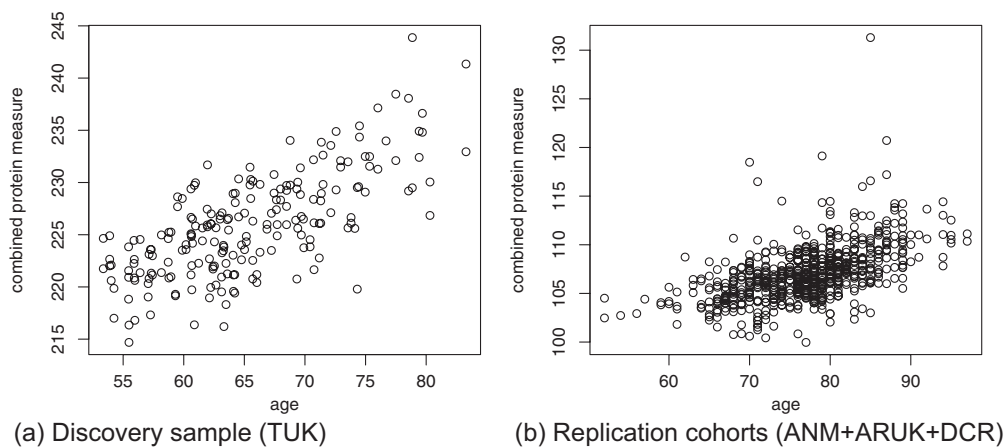 245
240
235
230
225
220
215
combined protein measure
55 60 65 70 75 80
age
(a) Discovery sample (TUK)
130
125
120
115
110
105
100
combined protein measure
60 70 80 90
age
(b) Replication cohorts (ANM+ARUK+DCR)